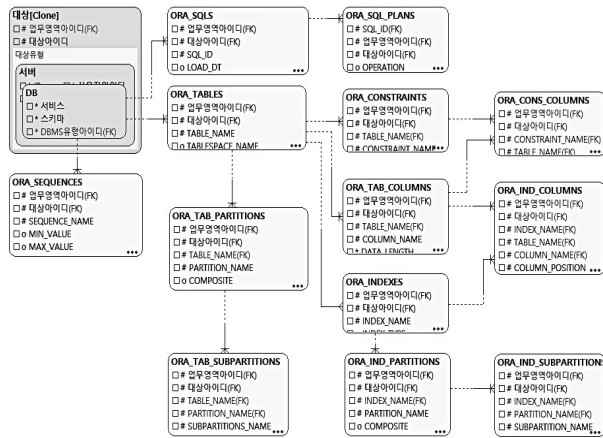 대상[Clone]
# 업무영역아이디(FK)
# 대상아이디
대상유형
서버
DB
* 서비스
* 스키마
* DBMS유형아이디(FK)
ORA_SEQUENCES
# 업무영역아이디(FK)
# 대상아이디(FK)
# SEQUENCE_NAME
o MIN_VALUE
o MAX_VALUE
ORA_SQLS
# 업무영역아이디(FK)
# 대상아이디(FK)
# SQL_ID
o LOAD_DT
ORA_TABLES
# 업무영역아이디(FK)
# 대상아이디(FK)
# TABLE_NAME
o TABLESPACE_NAME
ORA_TAB_PARTITIONS
# 업무영역아이디(FK)
# 대상아이디(FK)
# TABLE_NAME(FK)
# PARTITION_NAME
o COMPOSITE
ORA_TAB_SUBPARTITIONS
# 업무영역아이디(FK)
# 대상아이디(FK)
# TABLE_NAME(FK)
# PARTITION_NAME(FK)
# SUBPARTITIONS_NAME
ORA_SQL_PLANS
# SQL_ID(FK)
# 업무영역아이디(FK)
# 대상아이디(FK)
o OPERATION
ORA_CONSTRAINTS
# 업무영역아이디(FK)
# 대상아이디(FK)
# TABLE_NAME(FK)
# CONSTRAINT_NAME
ORA_TAB_COLUMNS
# 업무영역아이디(FK)
# 대상아이디(FK)
# TABLE_NAME(FK)
# COLUMN_NAME
* DATA_LENGTH
ORA_INDEXES
# 업무영역아이디(FK)
# 대상아이디(FK)
# INDEX_NAME
o INDEX_TYPE
ORA_IND_PARTITIONS
# 업무영역아이디(FK)
# 대상아이디(FK)
# INDEX_NAME(FK)
# PARTITION_NAME
o COMPOSITE
ORA_CONS_COLUMNS
# 업무영역아이디(FK)
# 대상아이디(FK)
# CONSTRAINT_NAME(FK)
# TABLE_NAME(FK)
ORA_IND_COLUMNS
# 업무영역아이디(FK)
# 대상아이디(FK)
# INDEX_NAME(FK)
# TABLE_NAME(FK)
# COLUMN_NAME(FK)
# COLUMN_POSITION
ORA_IND_SUBPARTITIONS
# 업무영역아이디(FK)
# 대상아이디(FK)
# INDEX_NAME(FK)
# PARTITION_NAME(FK)
# SUBPARTITION_NAME